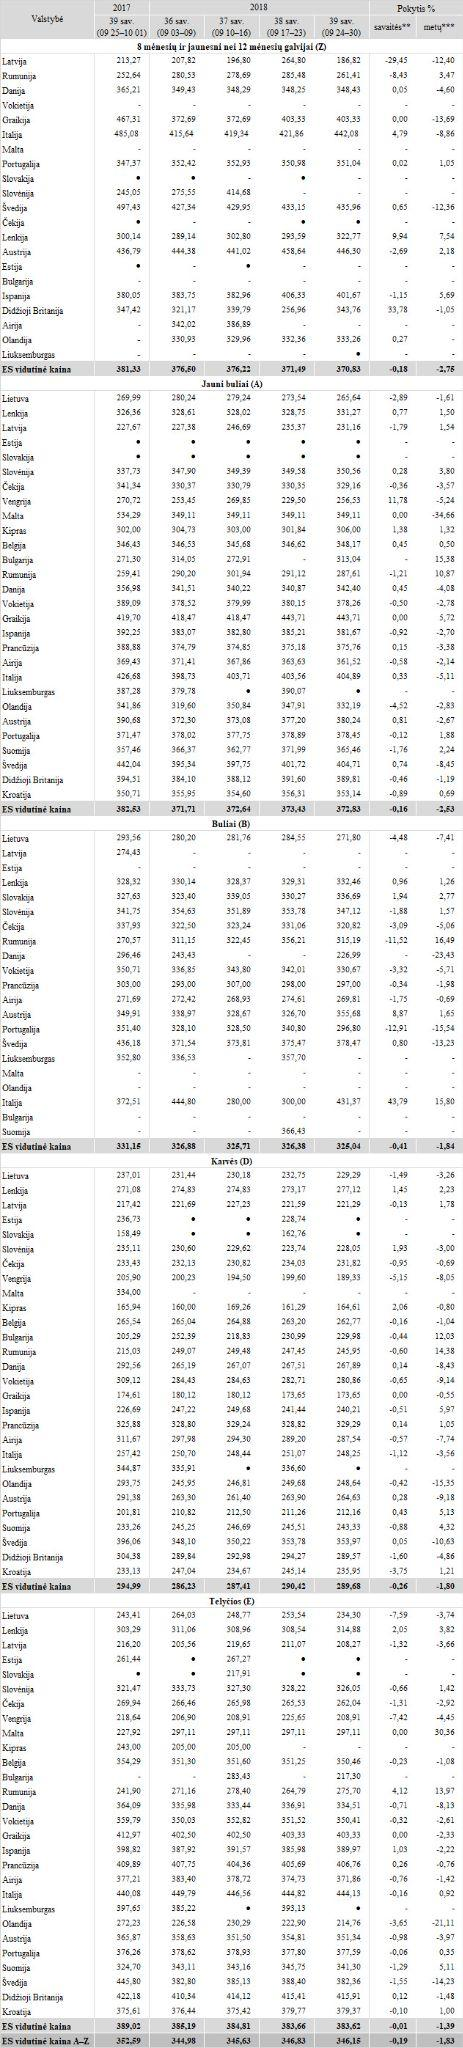 Valstybė 2017 2018 Pokytis %
39 sav. (09 25–10 01) 36 sav. (09 03–09) 37 sav. (09 10–16) 38 sav. (09 17–23) 39 sav. (09 24–30) savaitės** metų***
8 mėnesių ir jaunesni nei 12 mėnesių galvijai (Z)
Latvija 213,27 207,82 196,80 264,80 186,82 -29,45 -12,40
Rumunija 252,64 280,53 278,69 285,48 261,41 -8,43 3,47
Danija 365,21 349,43 348,29 348,25 348,43 0,05 -4,60
Vokietija - - - - - - -
Graikija 467,31 372,69 372,69 403,33 403,33 0,00 -13,69
Italija 485,08 415,64 419,34 421,86 442,08 4,79 -8,86
Malta - - - - - - -
Portugalija 347,37 352,42 352,93 350,98 351,04 0,02 1,05
Slovakija ● ● - ● - - -
Slovėnija 245,05 275,55 414,68 - - - -
Švedija 497,43 427,34 429,95 433,15 435,96 0,65 -12,36
Čekija ● - - ● ● - -
Lenkija 300,14 289,14 302,80 293,59 322,77 9,94 7,54
Austrija 436,79 444,38 441,02 458,64 446,30 -2,69 2,18
Estija ● - ● - - - -
Bulgarija - - - - - - -
Ispanija 380,05 383,75 382,96 406,33 401,67 -1,15 5,69
Didžioji Britanija 347,42 321,17 339,79 256,96 343,76 33,78 -1,05
Airija - 342,02 386,89 - - - -
Olandija - 330,93 329,96 332,36 333,26 0,27 -
Liuksemburgas - - - - ● - -
ES vidutinė kaina 381,33 376,50 376,22 371,49 370,83 -0,18 -2,75
Jauni buliai (A)
Lietuva 269,99 280,24 279,24 273,54 265,64 -2,89 -1,61
Lenkija 326,36 328,61 328,02 328,75 331,27 0,77 1,50
Latvija 227,67 227,38 246,69 235,37 231,16 -1,79 1,54
Estija ● ● ● ● ● - -
Slovakija ● ● ● ● ● - -
Slovėnija 337,73 347,90 349,39 349,58 350,56 0,28 3,80
Čekija 341,34 330,37 330,79 330,35 329,16 -0,36 -3,57
Vengrija 270,72 253,45 269,85 229,50 256,53 11,78 -5,24
Malta 534,29 349,11 349,11 349,11 349,11 0,00 -34,66
Kipras 302,00 304,73 303,00 301,84 306,00 1,38 1,32
Belgija 346,43 346,53 345,68 346,62 348,17 0,45 0,50
Bulgarija 271,30 314,05 272,91 - 313,04 - 15,38
Rumunija 259,41 290,20 301,94 291,12 287,61 -1,21 10,87
Danija 356,98 341,51 340,22 340,87 342,40 0,45 -4,08
Vokietija 389,09 378,52 379,99 380,15 378,26 -0,50 -2,78
Graikija 419,70 418,47 418,47 443,71 443,71 0,00 5,72
Ispanija 392,25 383,07 382,80 385,21 381,67 -0,92 -2,70
Prancūzija 388,88 374,79 374,85 375,18 375,76 0,15 -3,38
Airija 369,43 371,41 367,86 363,63 361,52 -0,58 -2,14
Italija 426,68 398,73 403,71 403,56 404,89 0,33 -5,11
Liuksemburgas 387,28 379,78 ● 390,07 ● - -
Olandija 341,86 319,60 350,84 347,91 332,19 -4,52 -2,83
Austrija 390,68 372,30 373,08 377,20 380,24 0,81 -2,67
Portugalija 371,47 378,02 377,75 378,89 378,45 -0,12 1,88
Suomija 357,46 366,37 362,77 371,99 365,46 -1,76 2,24
Švedija 442,04 395,34 397,75 401,72 404,71 0,74 -8,45
Didžioji Britanija 394,51 384,10 388,12 391,60 389,81 -0,46 -1,19
Kroatija 350,71 355,95 354,60 356,31 353,14 -0,89 0,69
ES vidutinė kaina 382,53 371,71 372,64 373,43 372,83 -0,16 -2,53
Buliai (B)
Lietuva 293,56 280,20 281,76 284,55 271,80 -4,48 -7,41
Latvija 274,43 - - - - - -
Estija - - - - - - -
Lenkija 328,32 330,14 328,37 329,31 332,46 0,96 1,26
Slovakija 327,63 323,40 339,05 330,27 336,69 1,94 2,77
Slovėnija 341,75 354,63 351,89 353,78 347,12 -1,88 1,57
Čekija 337,93 322,50 323,24 331,06 320,82 -3,09 -5,06
Rumunija 270,57 311,15 322,45 356,21 315,19 -11,52 16,49
Danija 296,46 243,43 - - 226,99 - -23,43
Vokietija 350,71 336,85 343,80 342,01 330,67 -3,32 -5,71
Prancūzija 303,00 293,00 307,00 298,00 297,00 -0,34 -1,98
Airija 271,69 272,42 268,93 274,61 269,81 -1,75 -0,69
Austrija 349,91 338,97 328,67 326,70 355,68 8,87 1,65
Portugalija 351,40 328,10 328,50 340,80 296,80 -12,91 -15,54
Švedija 436,18 371,54 373,81 375,47 378,47 0,80 -13,23
Liuksemburgas 352,80 336,53 - 357,70 - - -
Malta - - - - - - -
Olandija - - - - - - -
Italija 372,51 444,80 280,00 300,00 431,37 43,79 15,80
Bulgarija - - - - - - -
Suomija - - - 366,43 - - -
ES vidutinė kaina 331,15 326,88 325,71 326,38 325,04 -0,41 -1,84
Karvės (D)
Lietuva 237,01 231,44 230,18 232,75 229,29 -1,49 -3,26
Lenkija 271,08 274,83 274,83 273,17 277,12 1,45 2,23
Latvija 217,42 221,69 227,23 221,59 221,29 -0,13 1,78
Estija 236,73 ● ● 228,74 ● - -
Slovakija 158,49 ● ● 162,76 ● - -
Slovėnija 235,11 230,60 229,62 223,74 228,05 1,93 -3,00
Čekija 233,43 232,13 230,82 234,03 231,82 -0,95 -0,69
Vengrija 205,90 200,23 194,50 199,60 189,33 -5,15 -8,05
Malta 334,00 - - - - - -
Kipras 165,94 160,00 169,26 161,29 164,61 2,06 -0,80
Belgija 265,54 265,04 264,88 263,20 262,77 -0,16 -1,04
Bulgarija 205,29 252,39 218,83 230,99 229,98 -0,44 12,03
Rumunija 215,03 249,07 249,48 247,45 245,95 -0,60 14,38
Danija 292,56 265,19 267,07 267,51 267,89 0,14 -8,43
Vokietija 309,12 284,43 284,63 282,71 280,86 -0,65 -9,14
Graikija 174,61 180,12 180,12 173,65 173,65 0,00 -0,55
Ispanija 226,69 247,22 249,68 241,44 240,21 -0,51 5,97
Prancūzija 325,88 328,80 329,24 328,82 329,29 0,14 1,05
Airija 311,67 297,98 294,30 289,20 287,54 -0,57 -7,74
Italija 257,42 250,70 248,44 251,07 248,25 -1,12 -3,56
Liuksemburgas 344,87 335,91 ● 336,60 ● - -
Olandija 293,75 245,95 246,81 249,68 248,64 -0,42 -15,35
Austrija 291,38 263,30 261,40 263,90 264,63 0,28 -9,18
Portugalija 201,81 210,82 212,50 211,26 212,16 0,43 5,13
Suomija 233,26 245,25 246,69 245,51 243,33 -0,88 4,32
Švedija 396,06 348,10 350,22 353,78 353,97 0,05 -10,63
Didžioji Britanija 304,38 289,84 292,98 294,27 289,57 -1,60 -4,86
Kroatija 233,13 247,04 234,67 245,14 235,95 -3,75 1,21
ES vidutinė kaina 294,99 286,23 287,41 290,42 289,68 -0,26 -1,80
Telyčios (E)
Lietuva 243,41 264,03 248,77 253,54 234,30 -7,59 -3,74
Lenkija 303,29 311,06 308,96 308,54 314,88 2,05 3,82
Latvija 216,20 205,56 219,65 211,07 208,27 -1,32 -3,66
Estija 261,44 ● 267,27 ● ● - -
Slovakija ● ● 217,91 ● ● - -
Slovėnija 321,47 333,73 327,30 328,22 326,05 -0,66 1,42
Čekija 269,94 266,46 265,98 265,53 262,04 -1,31 -2,92
Vengrija 218,64 206,90 208,91 225,65 208,91 -7,42 -4,45
Malta 227,92 297,11 297,11 297,11 297,11 0,00 30,36
Kipras 243,00 205,00 205,00 - - - -
Belgija 354,29 351,30 351,60 351,25 350,46 -0,23 -1,08
Bulgarija - - 283,43 - 217,30 - -
Rumunija 241,90 271,16 278,40 264,79 275,70 4,12 13,97
Danija 364,09 335,98 333,44 336,91 334,51 -0,71 -8,13
Vokietija 359,79 350,03 352,82 351,52 350,41 -0,32 -2,61
Graikija 412,97 402,50 402,50 403,33 403,33 0,00 -2,33
Ispanija 398,82 387,92 391,57 385,98 389,97 1,03 -2,22
Prancūzija 409,89 407,75 404,36 405,69 406,76 0,26 -0,76
Airija 377,21 383,40 378,72 374,73 371,86 -0,76 -1,42
Italija 440,08 449,79 446,56 444,82 444,13 -0,16 0,92
Liuksemburgas 397,65 385,22 ● 393,13 ● - -
Olandija 272,23 226,58 230,29 222,90 214,76 -3,65 -21,11
Austrija 365,87 358,63 351,50 354,81 351,34 -0,98 -3,97
Portugalija 376,26 378,62 378,93 377,80 377,59 -0,06 0,35
Suomija 324,70 343,11 343,16 345,75 341,30 -1,29 5,11
Švedija 445,80 382,80 385,13 388,40 382,36 -1,55 -14,23
Didžioji Britanija 422,18 410,34 414,12 415,41 415,91 0,12 -1,48
Kroatija 375,61 376,44 375,42 379,77 379,37 -0,10 1,00
ES vidutinė kaina 389,02 385,19 384,81 383,66 383,62 -0,01 -1,39
ES vidutinė kaina A–Z 352,59 344,98 345,63 346,83 346,15 -0,19 -1,83